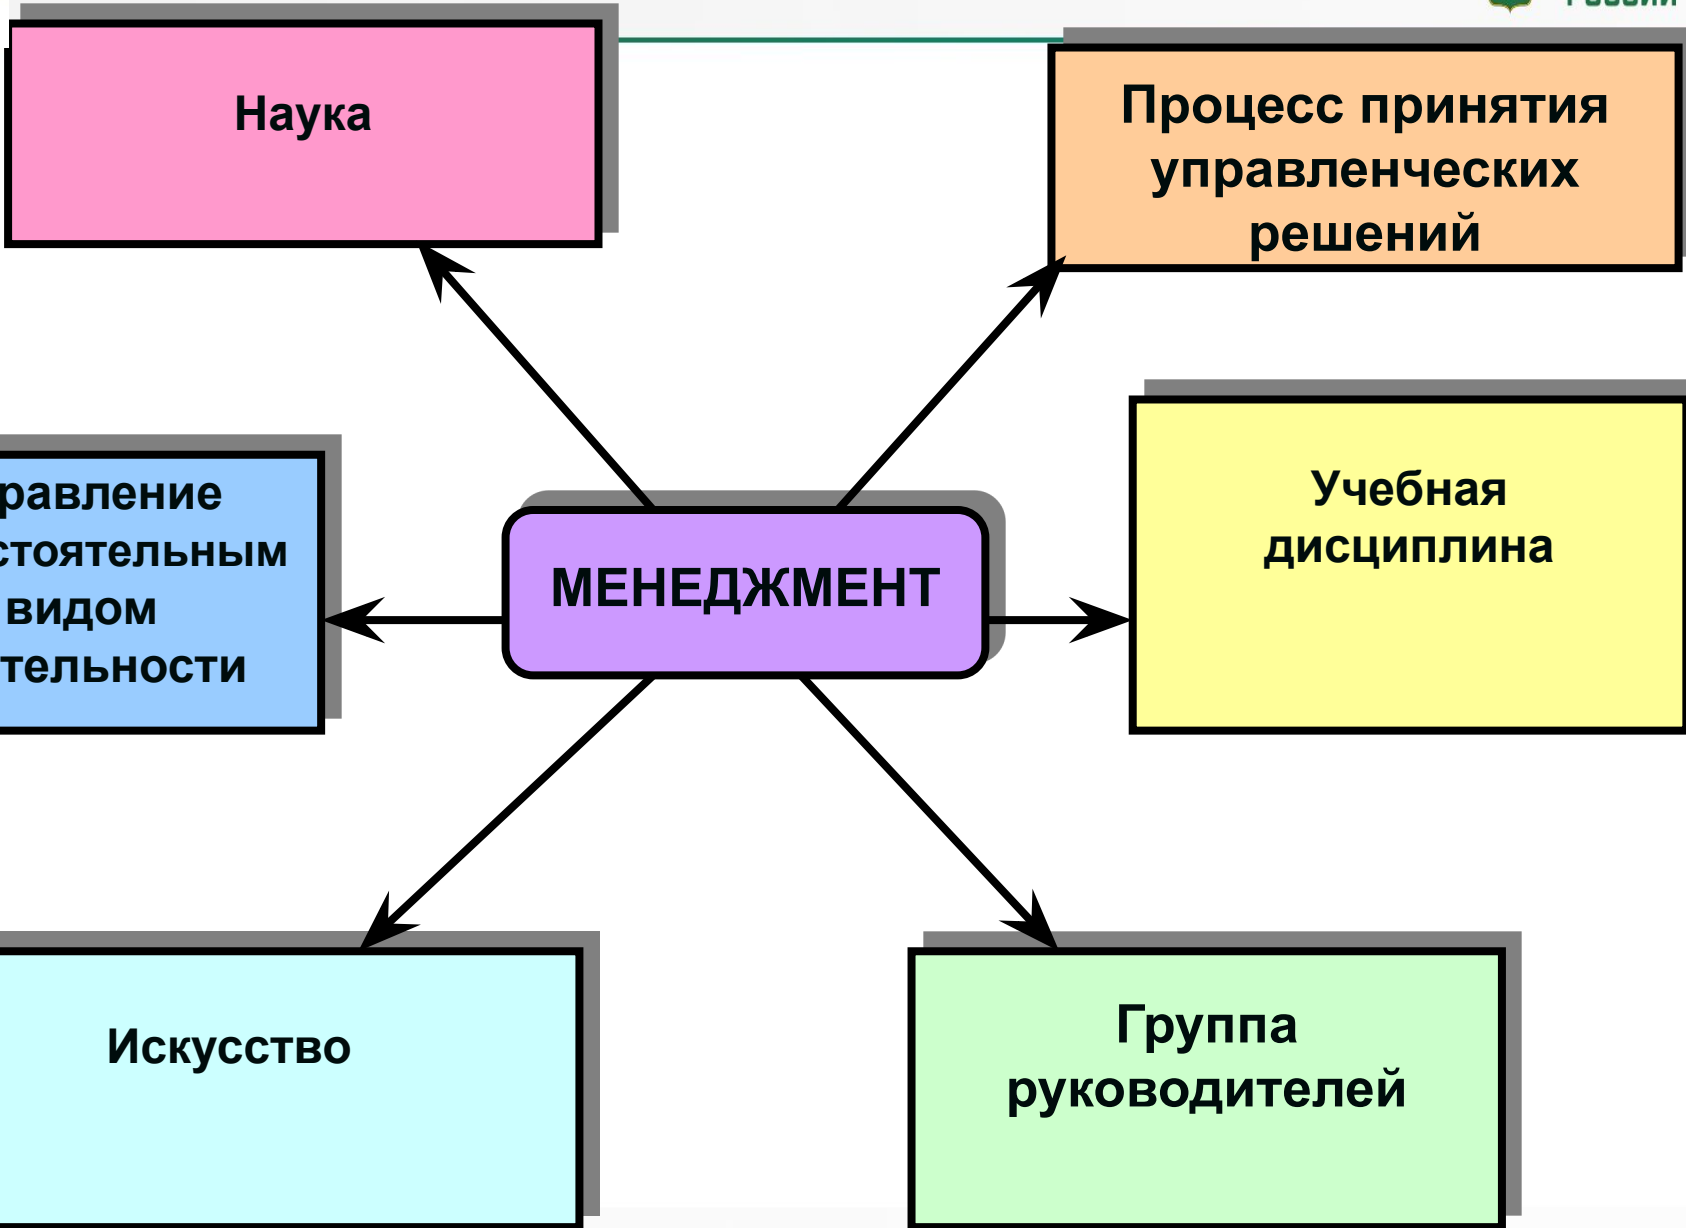 Наука
Процесс принятия
управленческих
решений
равление
стоятельным
видом
тельности
МЕНЕДЖМЕНТ
Учебная
дисциплина
Искусство
Группа
руководителей